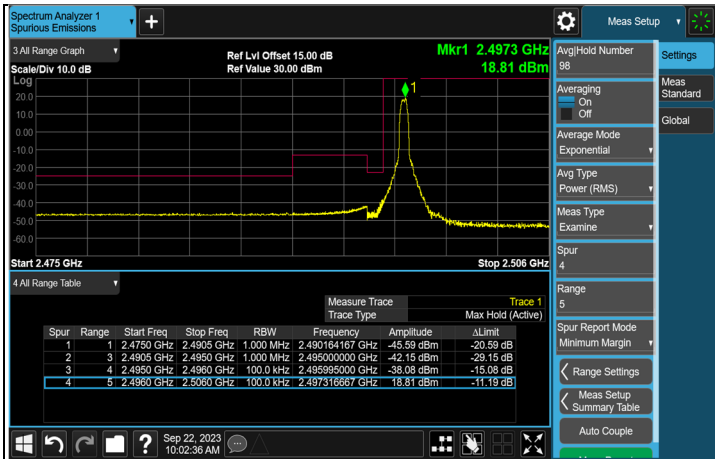 Spectrum Analyzer 1
Spurious Emissions
Meas Setup
3 All Range Graph
Ref Lvl Offset 15.00 dB
Mkr1 2.4973 GHz
Scale/Div 10.0 dB
Ref Value 30.00 dBm
18.81 dBm
Log
1
20.0
10.0
0.00
-10.0
-20.0
-30.0
-40.0
-50.0
-60.0
Start 2.475 GHz
Stop 2.506 GHz
4 All Range Table
Measure Trace Trace 1
Trace Type Max Hold (Active)
Spur Range Start Freq Stop Freq RBW Frequency Amplitude ΔLimit
1 1 2.4750 GHz 2.4905 GHz 1.000 MHz 2.490164167 GHz -45.59 dBm -20.59 dB
2 3 2.4905 GHz 2.4950 GHz 1.000 MHz 2.495000000 GHz -42.15 dBm -29.15 dB
3 4 2.4950 GHz 2.4960 GHz 100.0 kHz 2.495995000 GHz -38.08 dBm -15.08 dB
4 5 2.4960 GHz 2.5060 GHz 100.0 kHz 2.497316667 GHz 18.81 dBm -11.19 dB
Sep 22, 2023
10:02:36 AM
Avg|Hold Number
98
Averaging
On
Off
Average Mode
Exponential
Avg Type
Power (RMS)
Meas Type
Examine
Spur
4
Range
5
Spur Report Mode
Minimum Margin
Range Settings
Meas Setup
Summary Table
Auto Couple
Settings
Meas
Standard
Global